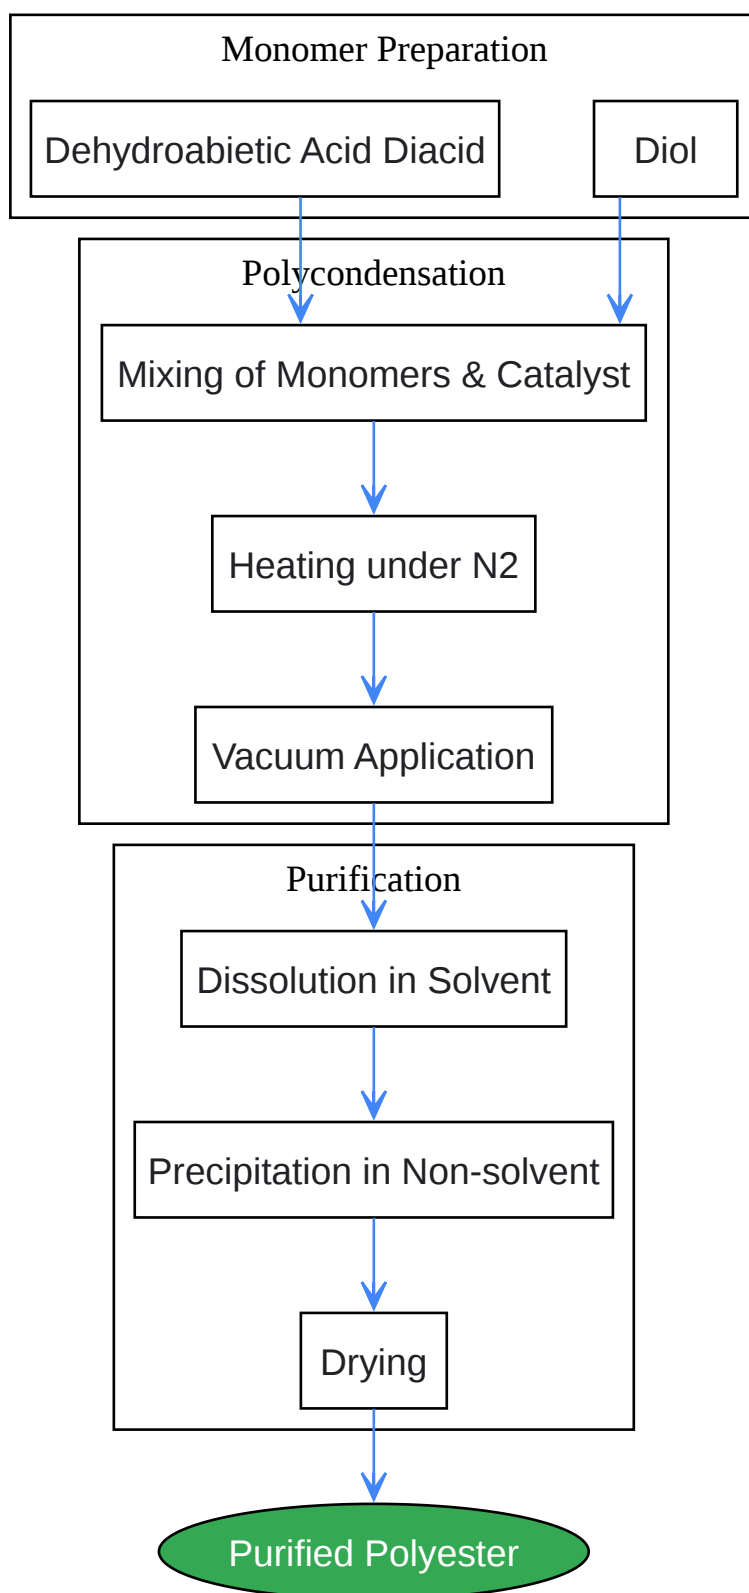 Monomer Preparation
Dehydroabietic Acid Diacid
Diol
Polycondensation
Mixing of Monomers & Catalyst
Heating under N2
Vacuum Application
Purification
Dissolution in Solvent
Precipitation in Non-solvent
Drying
Purified Polyester